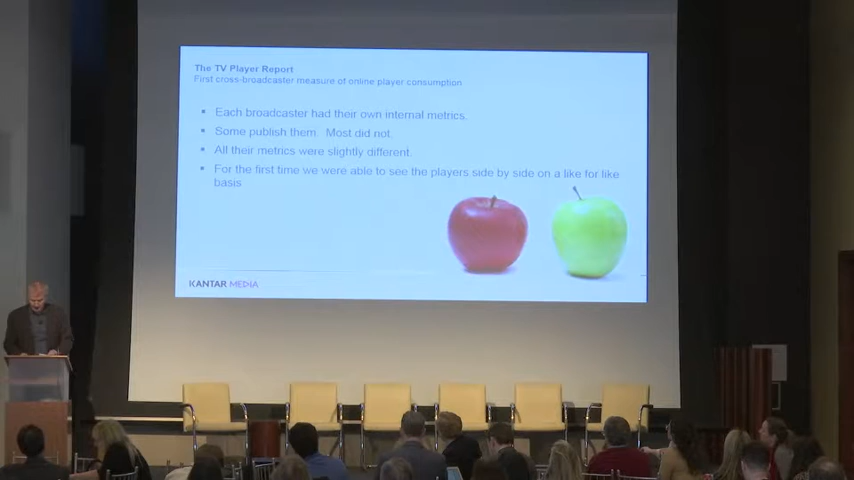 The TV Player Report
First cross-broadcaster measure of online player consumption
Each broadcaster had their own internal metrics.
Some publish them. Most did not.
All their metrics were slightly different.
For the first time we were able to see the players side by side on a like for like
basis
KANTAR MEDIA